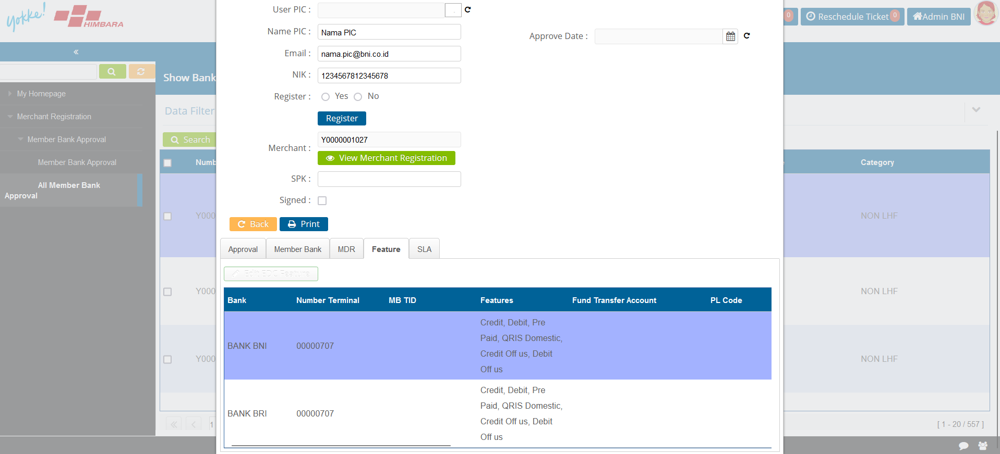 yokke!
HIMBARA
User PIC :
.
Name PIC :
Nama PIC
Approve Date :
Email :
nama.pic@bni.co.id
NIK :
1234567812345678
Register :
Yes
No
Register
Merchant :
Y0000001027
View Merchant Registration
SPK :
Signed :
Back
Print
Approval
Member Bank
MDR
Feature
SLA
Edit EDC Feature
Bank
Number Terminal
MB TID
Features
Fund Transfer Account
PL Code
BANK BNI
00000707
Credit, Debit, Pre
Paid, QRIS Domestic,
Credit Off us, Debit
Off us
BANK BRI
00000707
Credit, Debit, Pre
Paid, QRIS Domestic,
Credit Off us, Debit
Off us
0
Reschedule Ticket
0
Admin BNI
«
My Homepage
Merchant Registration
Member Bank Approval
Member Bank Approval
All Member Bank
Approval
Show Bank
Data Filter
Search
Numb
Category
Y000
NON LHF
Y000
NON LHF
Y000
NON LHF
1
[ 1 - 20 / 557 ]